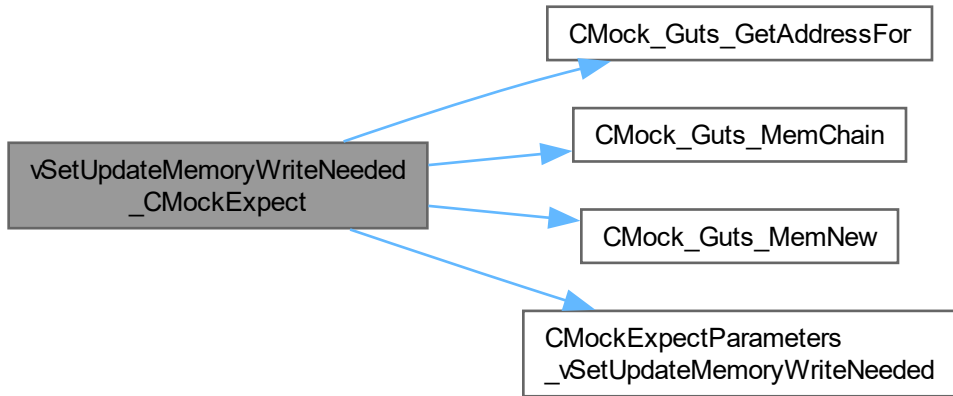 CMock_Guts_GetAddressFor
CMock_Guts_MemChain
vSetUpdateMemoryWriteNeeded
_CMockExpect
CMock_Guts_MemNew
CMockExpectParameters
_vSetUpdateMemoryWriteNeeded